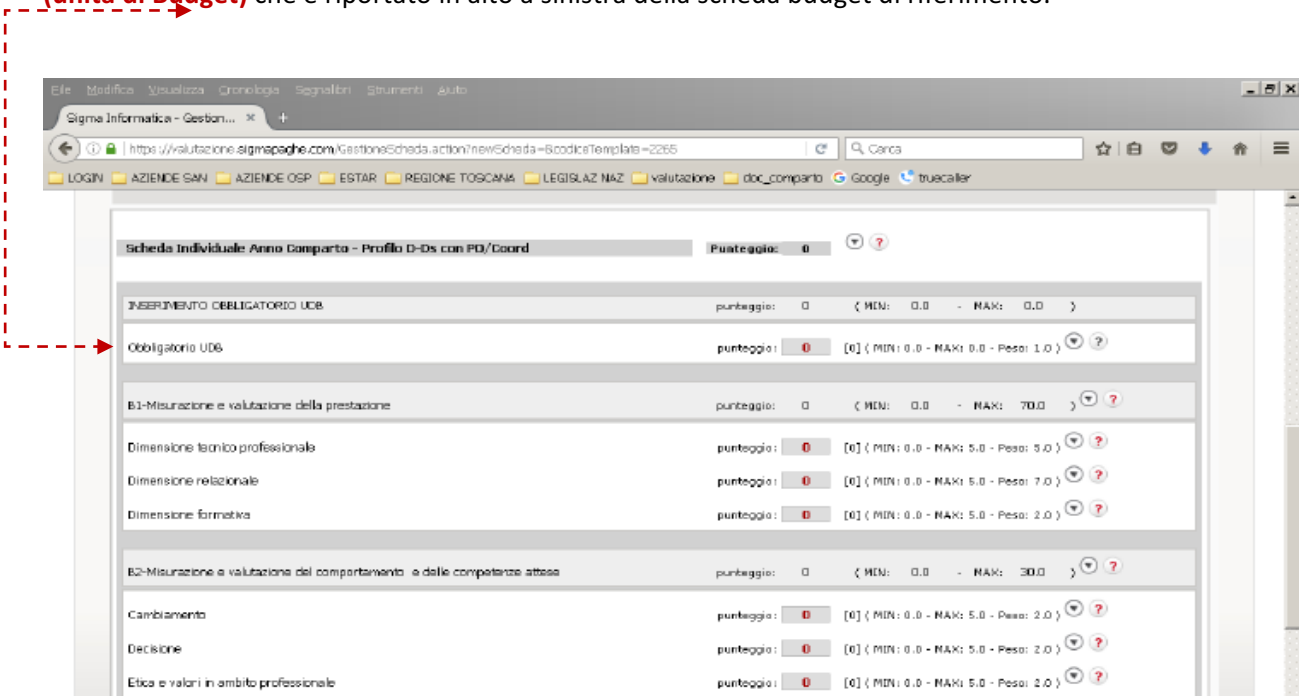 (unità di Budget) che è riportato in alto a sinistra della scheda budget di riferimento.
File Modifica Visualizza Cronologia Segnalibri Strumenti Aiuto
Sigma Informatica - Gestion... × +
https://valutazione.sigmapaghe.com/GestioneScheda.action?newScheda=&codiceTemplate=2265
Cerca
LOGIN AZIENDE SAN AZIENDE OSP ESTAR REGIONE TOSCANA LEGISLAZ NAZ valutazione doc_comparto Google truecaller
Scheda Individuale Anno Comparto - Profilo D-Ds con PO/Coord Punteggio: 0 ?
INSERIMENTO OBBLIGATORIO UDB punteggio: 0 ( MIN: 0.0 - MAX: 0.0 )
Obbligatorio UDB punteggio: 0 [0] ( MIN: 0.0 - MAX: 0.0 - Peso: 1.0 ) ?
B1-Misurazione e valutazione della prestazione punteggio: 0 ( MIN: 0.0 - MAX: 70.0 ) ?
Dimensione tecnico professionale punteggio: 0 [0] ( MIN: 0.0 - MAX: 5.0 - Peso: 5.0 ) ?
Dimensione relazionale punteggio: 0 [0] ( MIN: 0.0 - MAX: 5.0 - Peso: 7.0 ) ?
Dimensione formativa punteggio: 0 [0] ( MIN: 0.0 - MAX: 5.0 - Peso: 2.0 ) ?
B2-Misurazione e valutazione del comportamento e delle competenze attese punteggio: 0 ( MIN: 0.0 - MAX: 30.0 ) ?
Cambiamento punteggio: 0 [0] ( MIN: 0.0 - MAX: 5.0 - Peso: 2.0 ) ?
Decisione punteggio: 0 [0] ( MIN: 0.0 - MAX: 5.0 - Peso: 2.0 ) ?
Etica e valori in ambito professionale punteggio: 0 [0] ( MIN: 0.0 - MAX: 5.0 - Peso: 2.0 ) ?